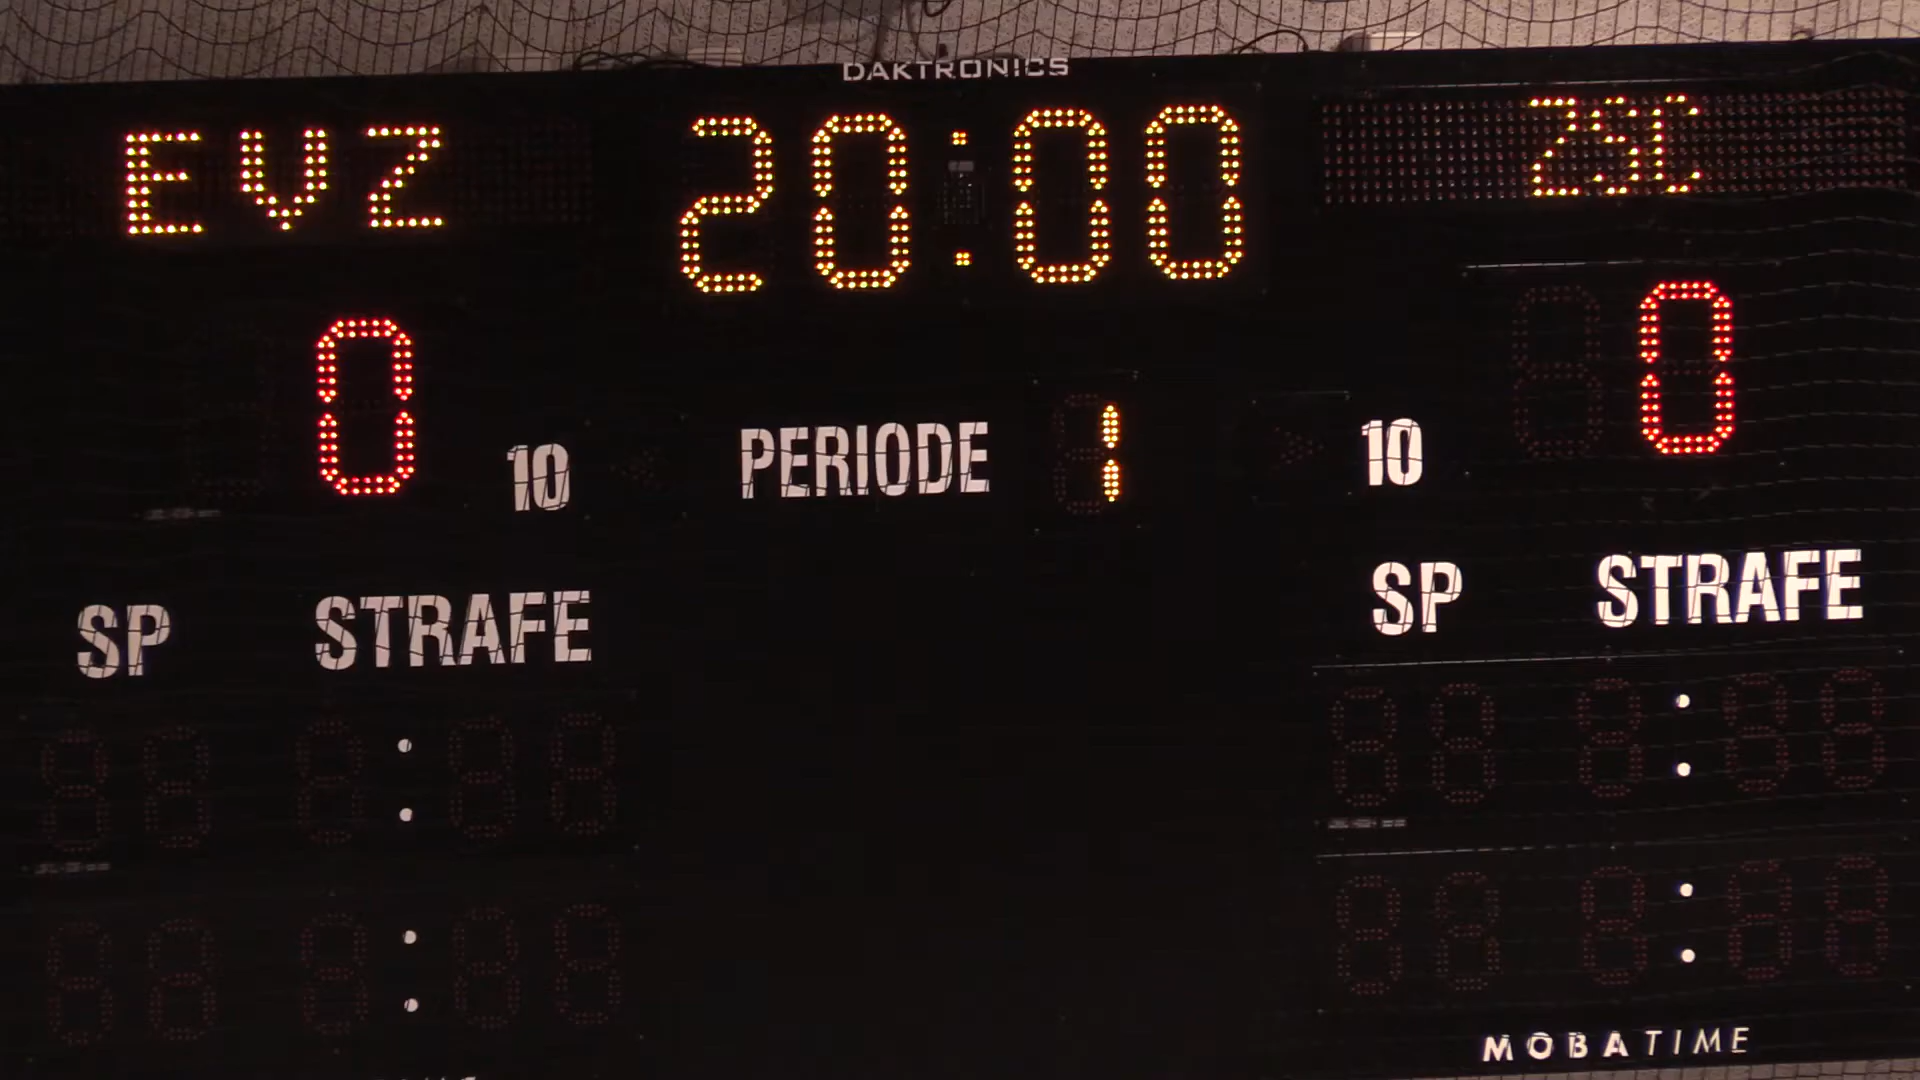 DAKTRONICS
EVZ 20:00 ZSC
0 10 PERIODE 1 10 0
SP STRAFE SP STRAFE
: :
: :
MOBATIME